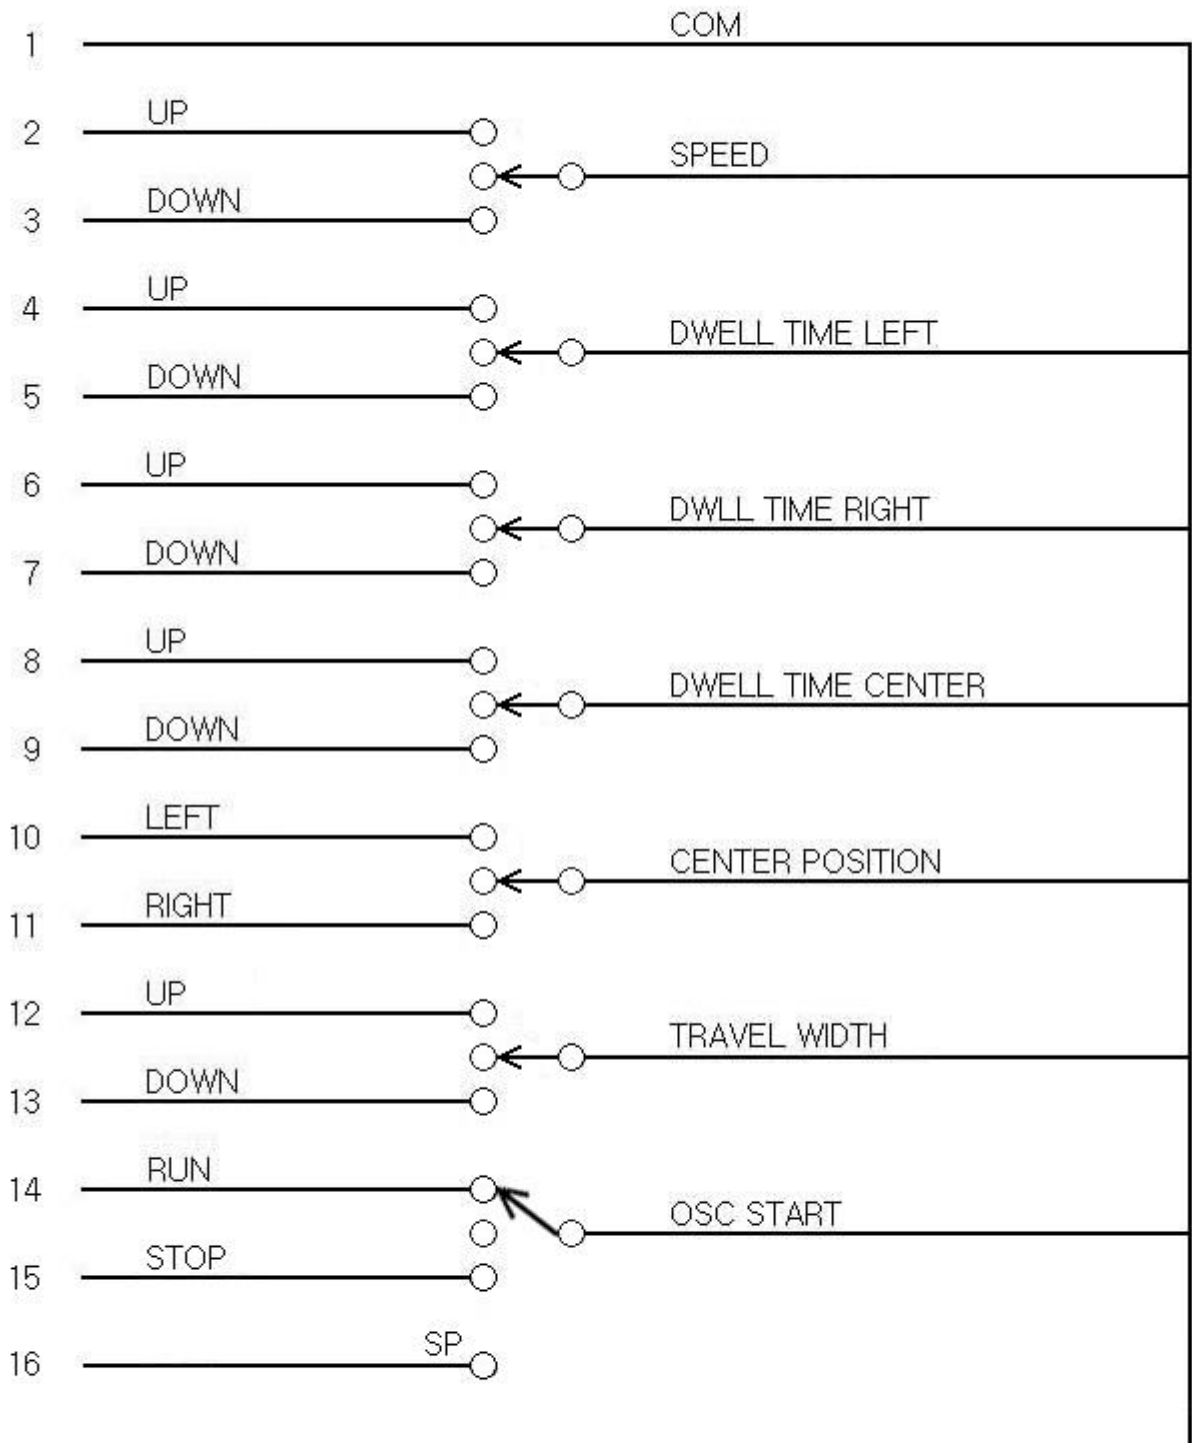 COM
1
UP
2
SPEED
DOWN
3
UP
4
DWELL TIME LEFT
DOWN
5
UP
6
DWLL TIME RIGHT
DOWN
7
UP
8
DWELL TIME CENTER
DOWN
9
LEFT
10
CENTER POSITION
RIGHT
11
UP
12
TRAVEL WIDTH
DOWN
13
RUN
14
OSC START
STOP
15
SP
16